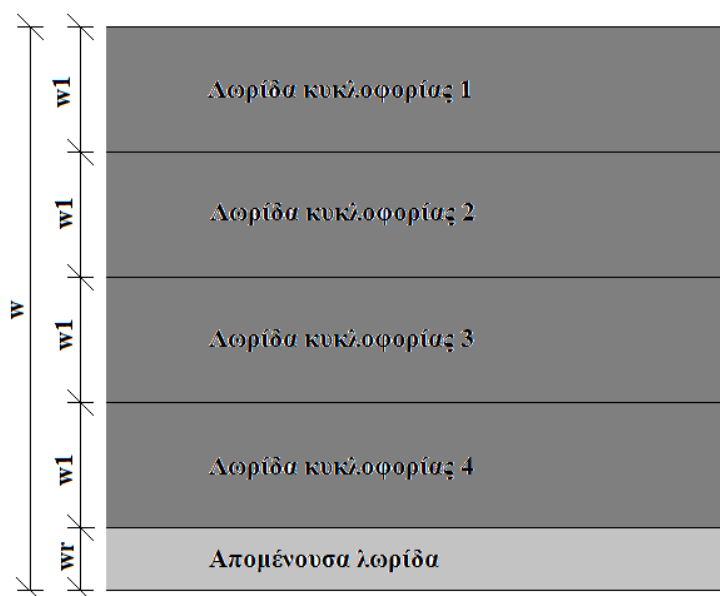 w
w1
Λωρίδα κυκλοφορίας 1
w1
Λωρίδα κυκλοφορίας 2
w1
Λωρίδα κυκλοφορίας 3
w1
Λωρίδα κυκλοφορίας 4
wr
Απομένουσα λωρίδα